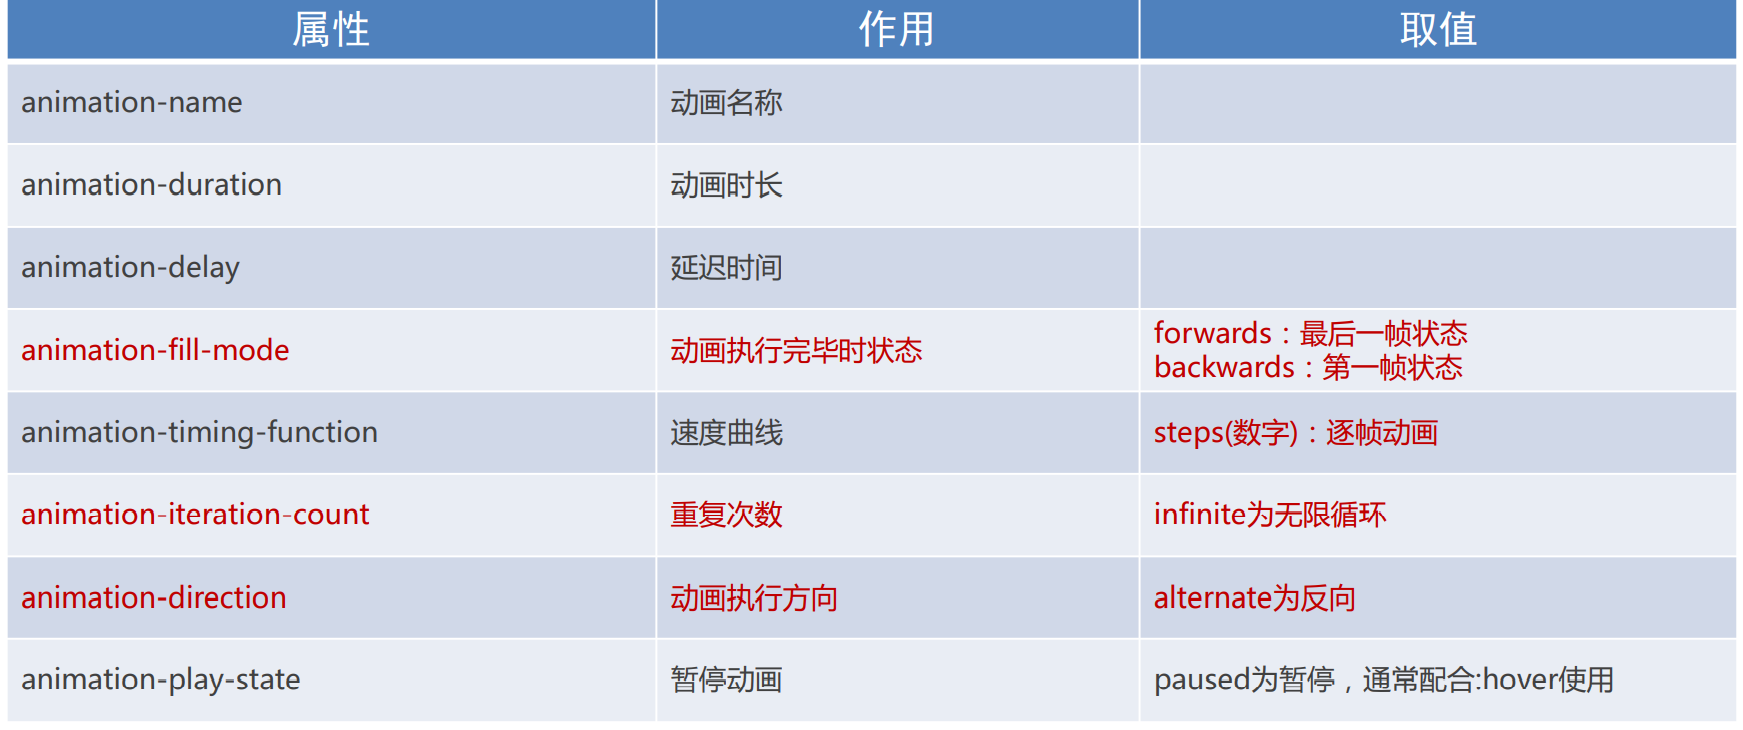 属性 作用 取值
animation-name 动画名称
animation-duration 动画时长
animation-delay 延迟时间
animation-fill-mode 动画执行完毕时状态 forwards：最后一帧状态
backwards：第一帧状态
animation-timing-function 速度曲线 steps(数字)：逐帧动画
animation-iteration-count 重复次数 infinite为无限循环
animation-direction 动画执行方向 alternate为反向
animation-play-state 暂停动画 paused为暂停，通常配合:hover使用